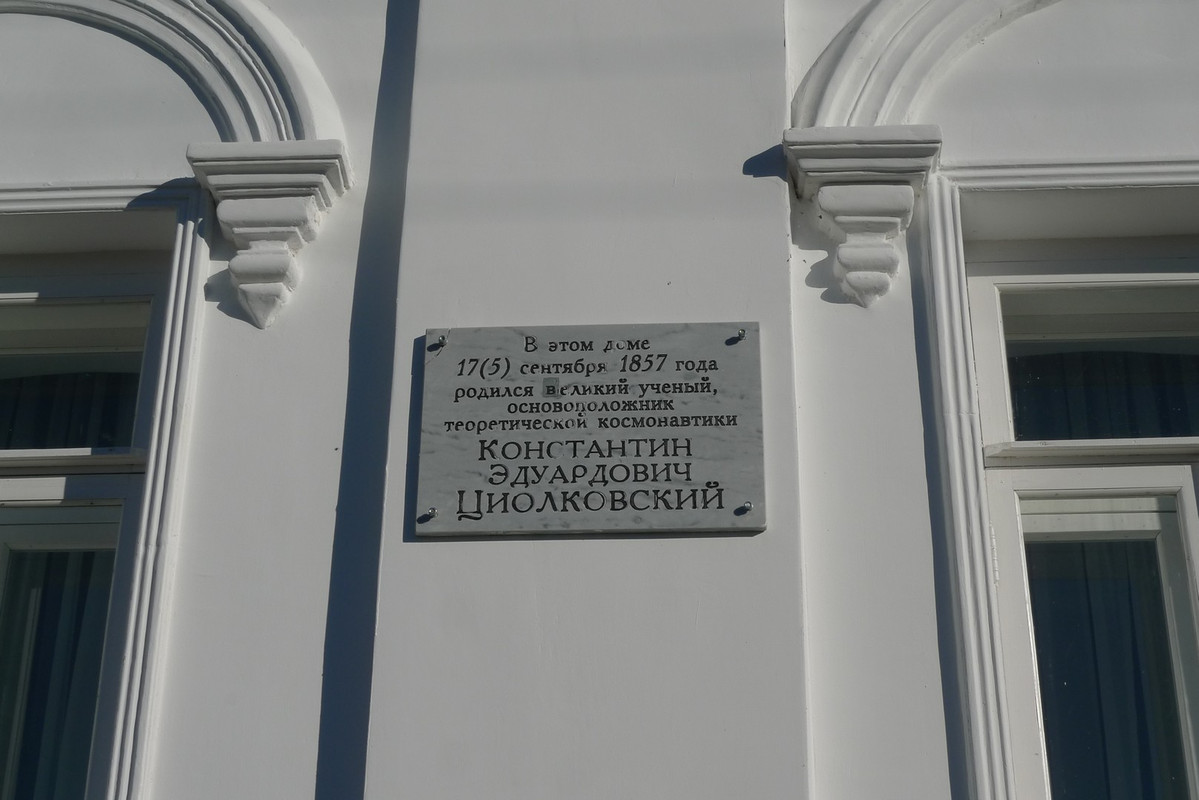 В этом доме
17(5) сентября 1857 года
родился великий ученый,
основоположник
теоретической космонавтики
Константин
Эдуардович
Циолковский